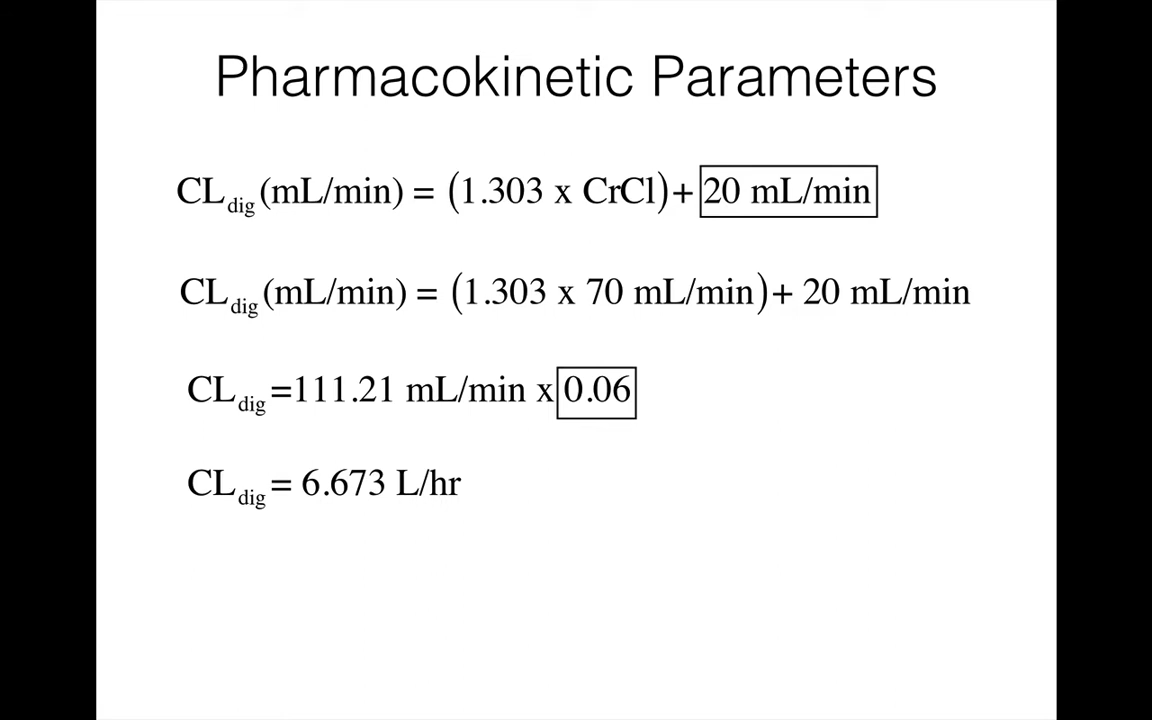 Pharmacokinetic Parameters
CLdig(mL/min) = (1.303 x CrCl)+ 20 mL/min
CLdig(mL/min) = (1.303 x 70 mL/min)+ 20 mL/min
CLdig=111.21 mL/min x 0.06
CLdig= 6.673 L/hr